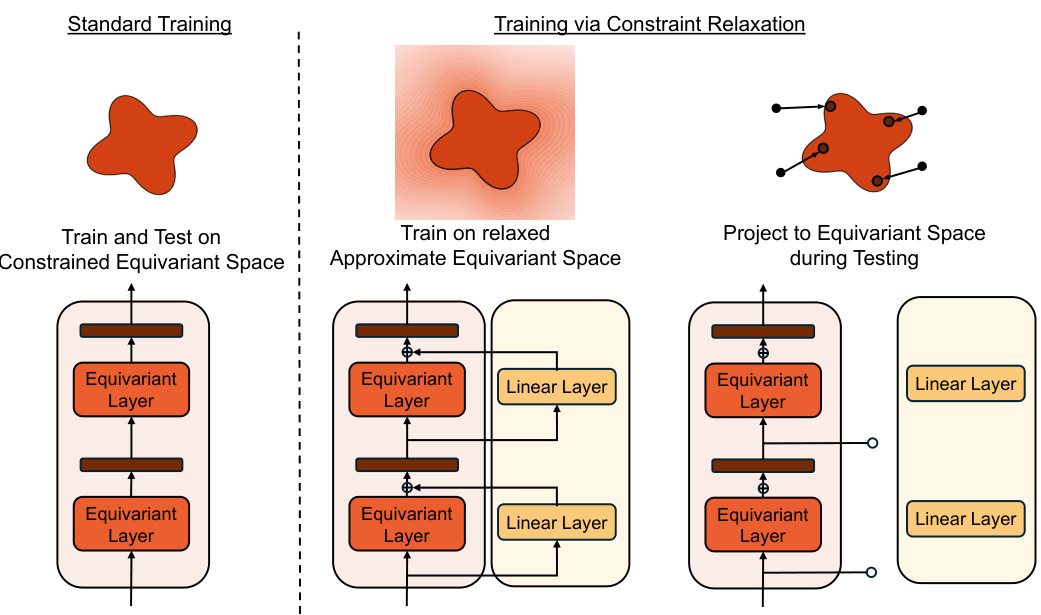 Standard Training
Training via Constraint Relaxation
Train and Test on
Constrained Equivariant Space
Train on relaxed
Approximate Equivariant Space
Project to Equivariant Space
during Testing
Equivariant
Layer
Equivariant
Layer
Equivariant
Layer
Linear Layer
Equivariant
Layer
Linear Layer
Equivariant
Layer
Linear Layer
Equivariant
Layer
Linear Layer